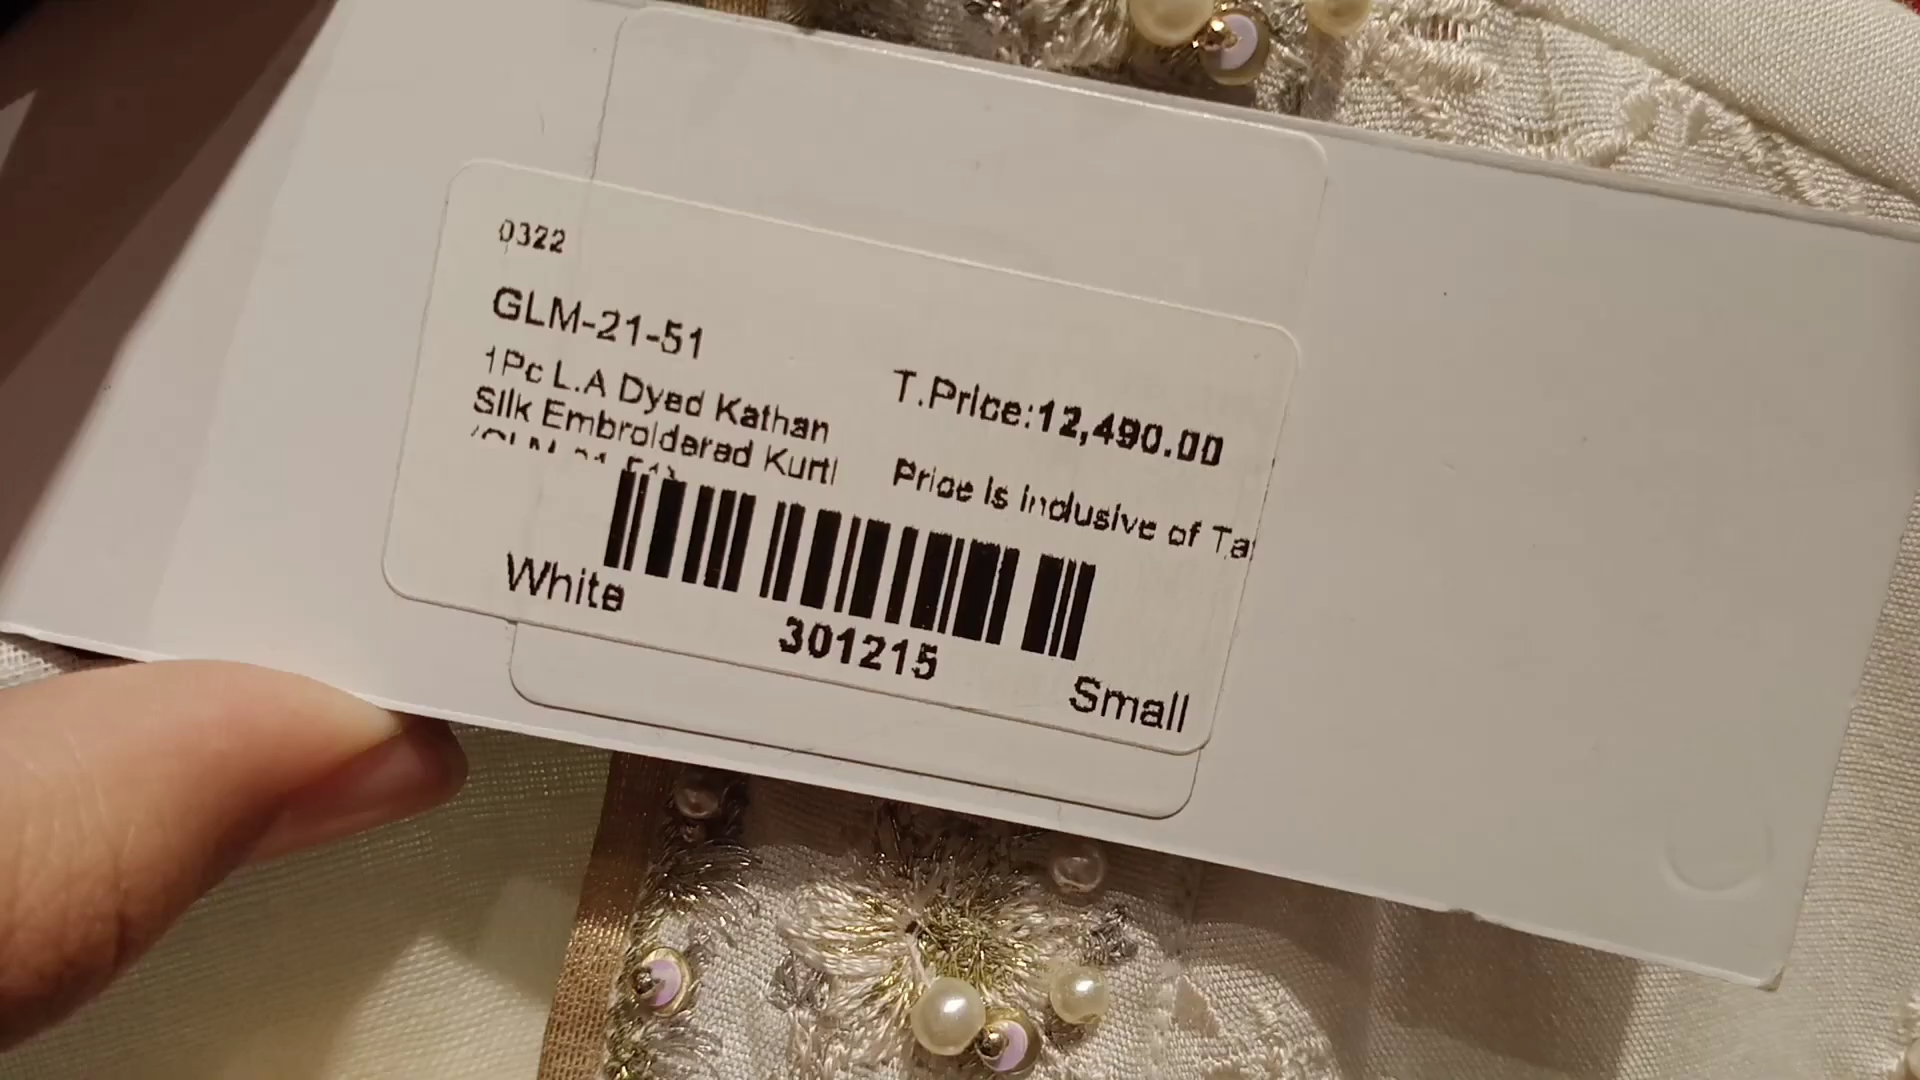 0322
GLM-21-51
1Pc L.A Dyed Kathan
Silk Embroidered Kurti
T.Price:12,490.00
Price is inclusive of Ta
White
301215
Small